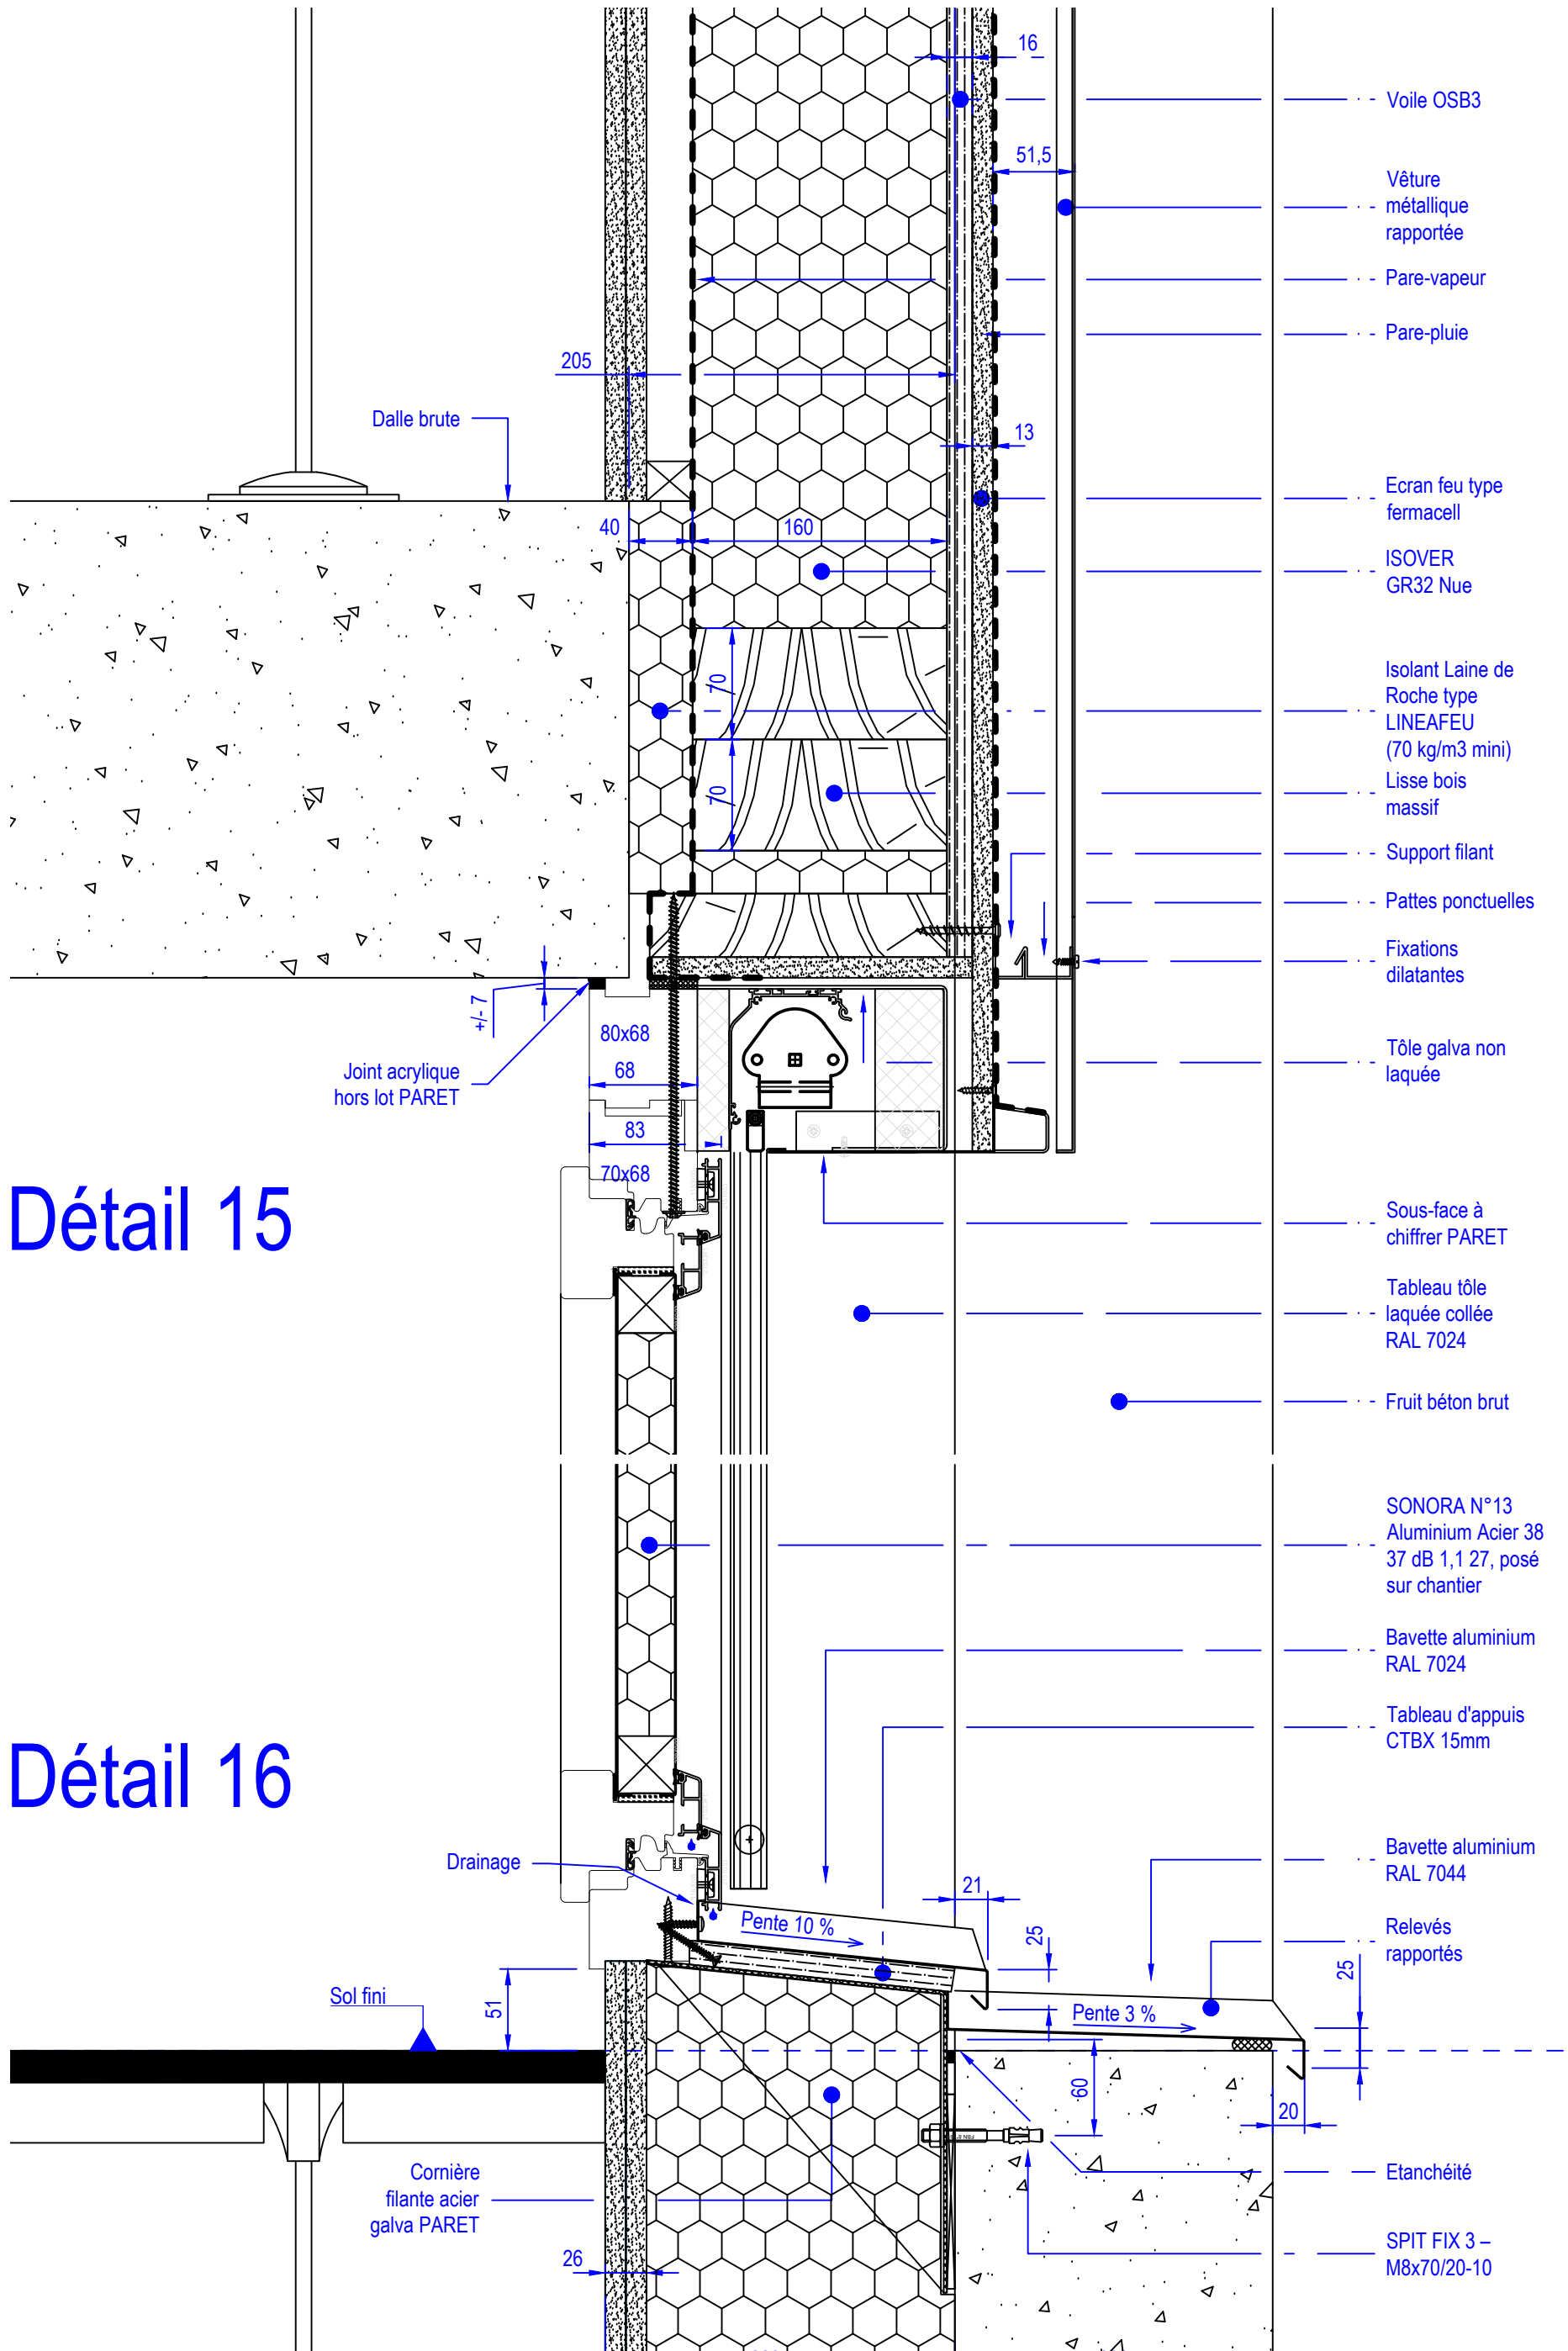 16
Voile OSB3
51,5
Vêture
métallique
rapportée
Pare-vapeur
Pare-pluie
205
Dalle brute
13
Ecran feu type
fermacell
40
160
ISOVER
GR32 Nue
70
Isolant Laine de
Roche type
LINEAFEU
(70 kg/m3 mini)
70
Lisse bois
massif
Support filant
Pattes ponctuelles
Fixations
dilatantes
+/- 7
80x68
Joint acrylique
hors lot PARET
68
Tôle galva non
laquée
83
70x68
Détail 15
Sous-face à
chiffrer PARET
Tableau tôle
laquée collée
RAL 7024
Fruit béton brut
SONORA N°13
Aluminium Acier 38
37 dB 1,1 27, posé
sur chantier
Bavette aluminium
RAL 7024
Tableau d'appuis
CTBX 15mm
Détail 16
Drainage
Bavette aluminium
RAL 7044
21
Pente 10 %
25
Relevés
rapportés
25
Sol fini
51
Pente 3 %
60
20
Cornière
filante acier
galva PARET
Etanchéité
26
SPIT FIX 3 –
M8x70/20-10